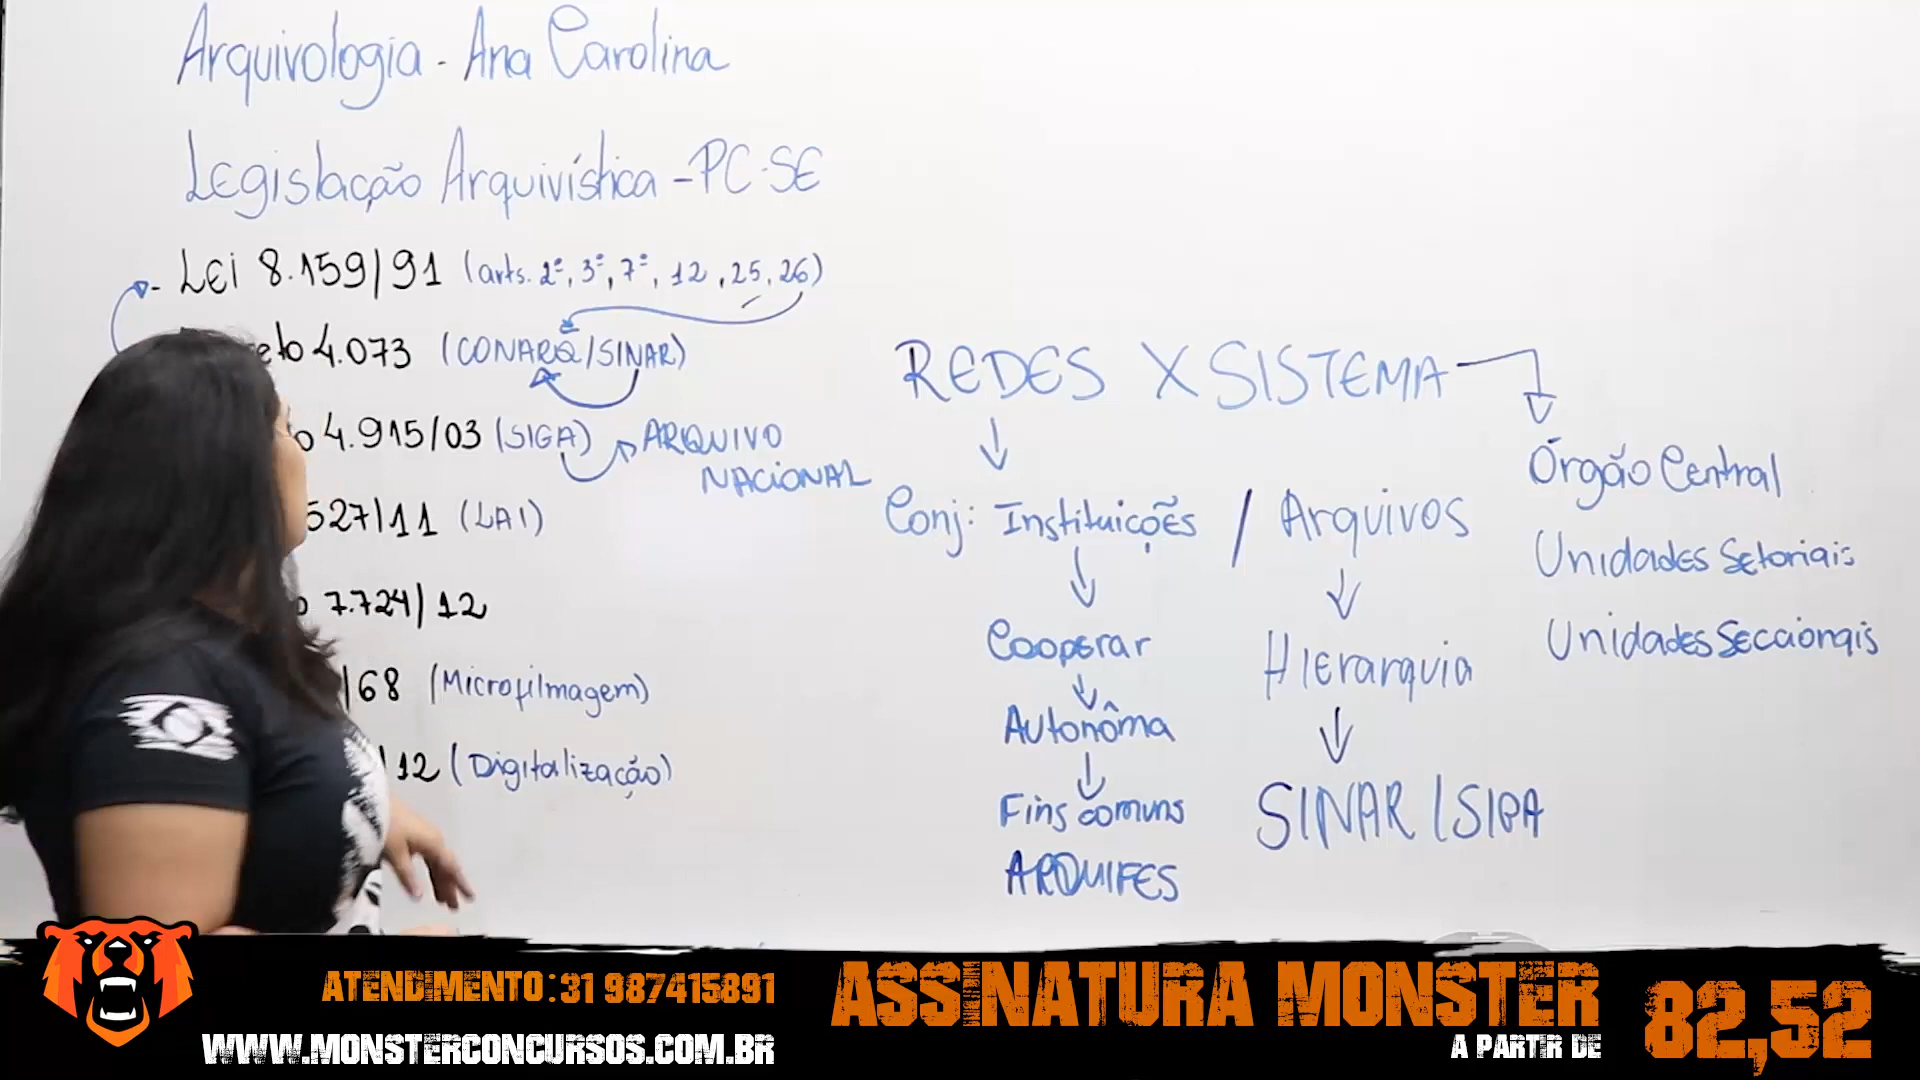 Arquivologia - Ana Carolina
Legislação Arquivística - PC-SE
- LEi 8.159/91 (arts. 2º, 3º, 7º, 12, 25, 26)
eto 4.073 (CONARQ/SINAR)
o 4.915/03 (SIGA) ARQUIVO
NACIONAL
527/11 (LAI)
o 7.724/12
/68 (Microfilmagem)
/12 (Digitalização)
REDES X SISTEMA
Conj: Instituições / Arquivos
Cooperar
Autonôma
Fins comuns
ARQUIFES
Hierarquia
SINAR / SIGA
Órgão Central
Unidades Setoriais
Unidades Seccionais
ATENDIMENTO: 31 987415891
WWW.MONSTERCONCURSOS.COM.BR
ASSINATURA MONSTER
A PARTIR DE
82,52